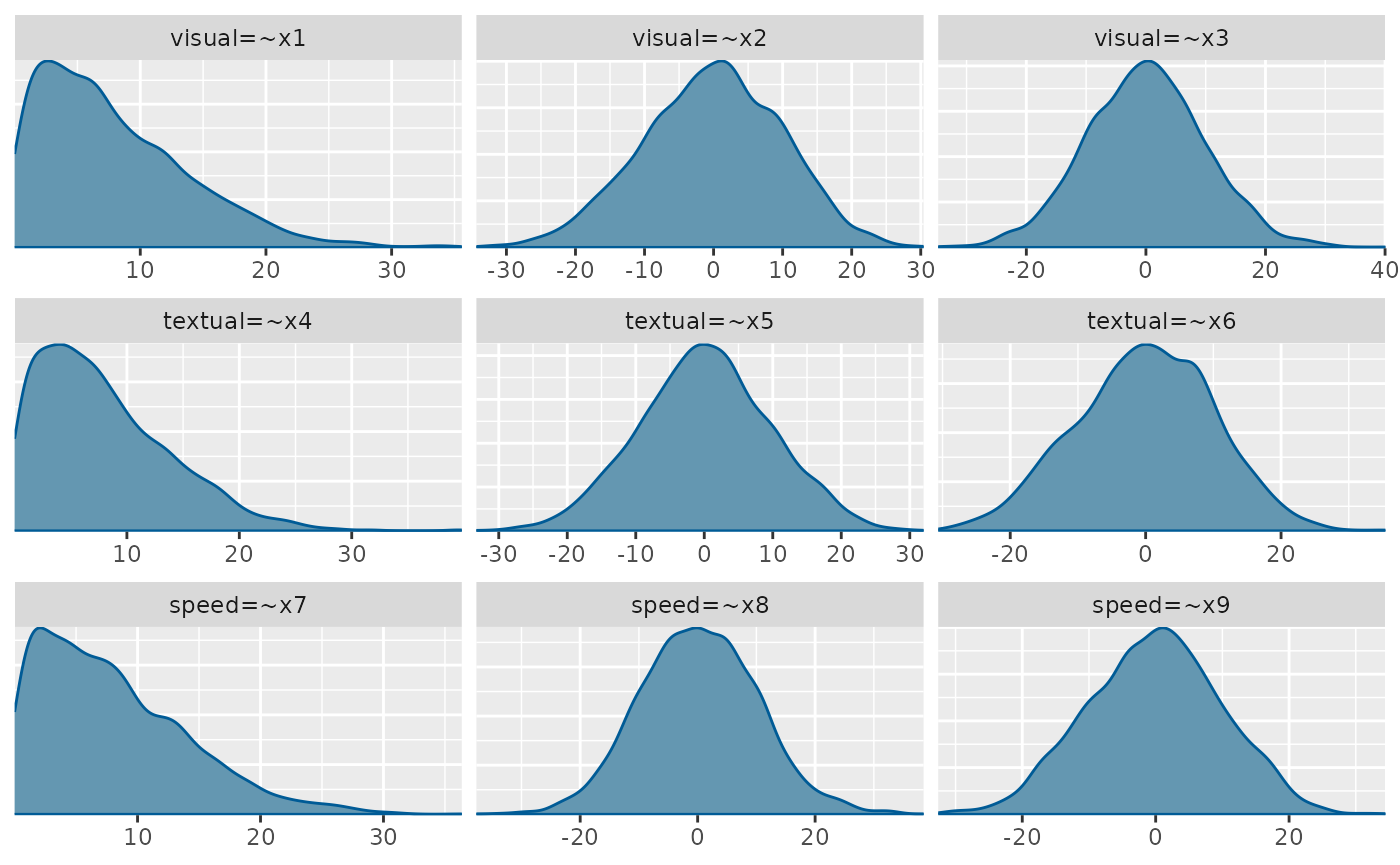 visual=~x1 visual=~x2 visual=~x3
10 20 30 -30 -20 -10 0 10 20 30 -20 0 20 40
textual=~x4 textual=~x5 textual=~x6
10 20 30 -30 -20 -10 0 10 20 30 -20 0 20
speed=~x7 speed=~x8 speed=~x9
10 20 30 -20 0 20 -20 0 20